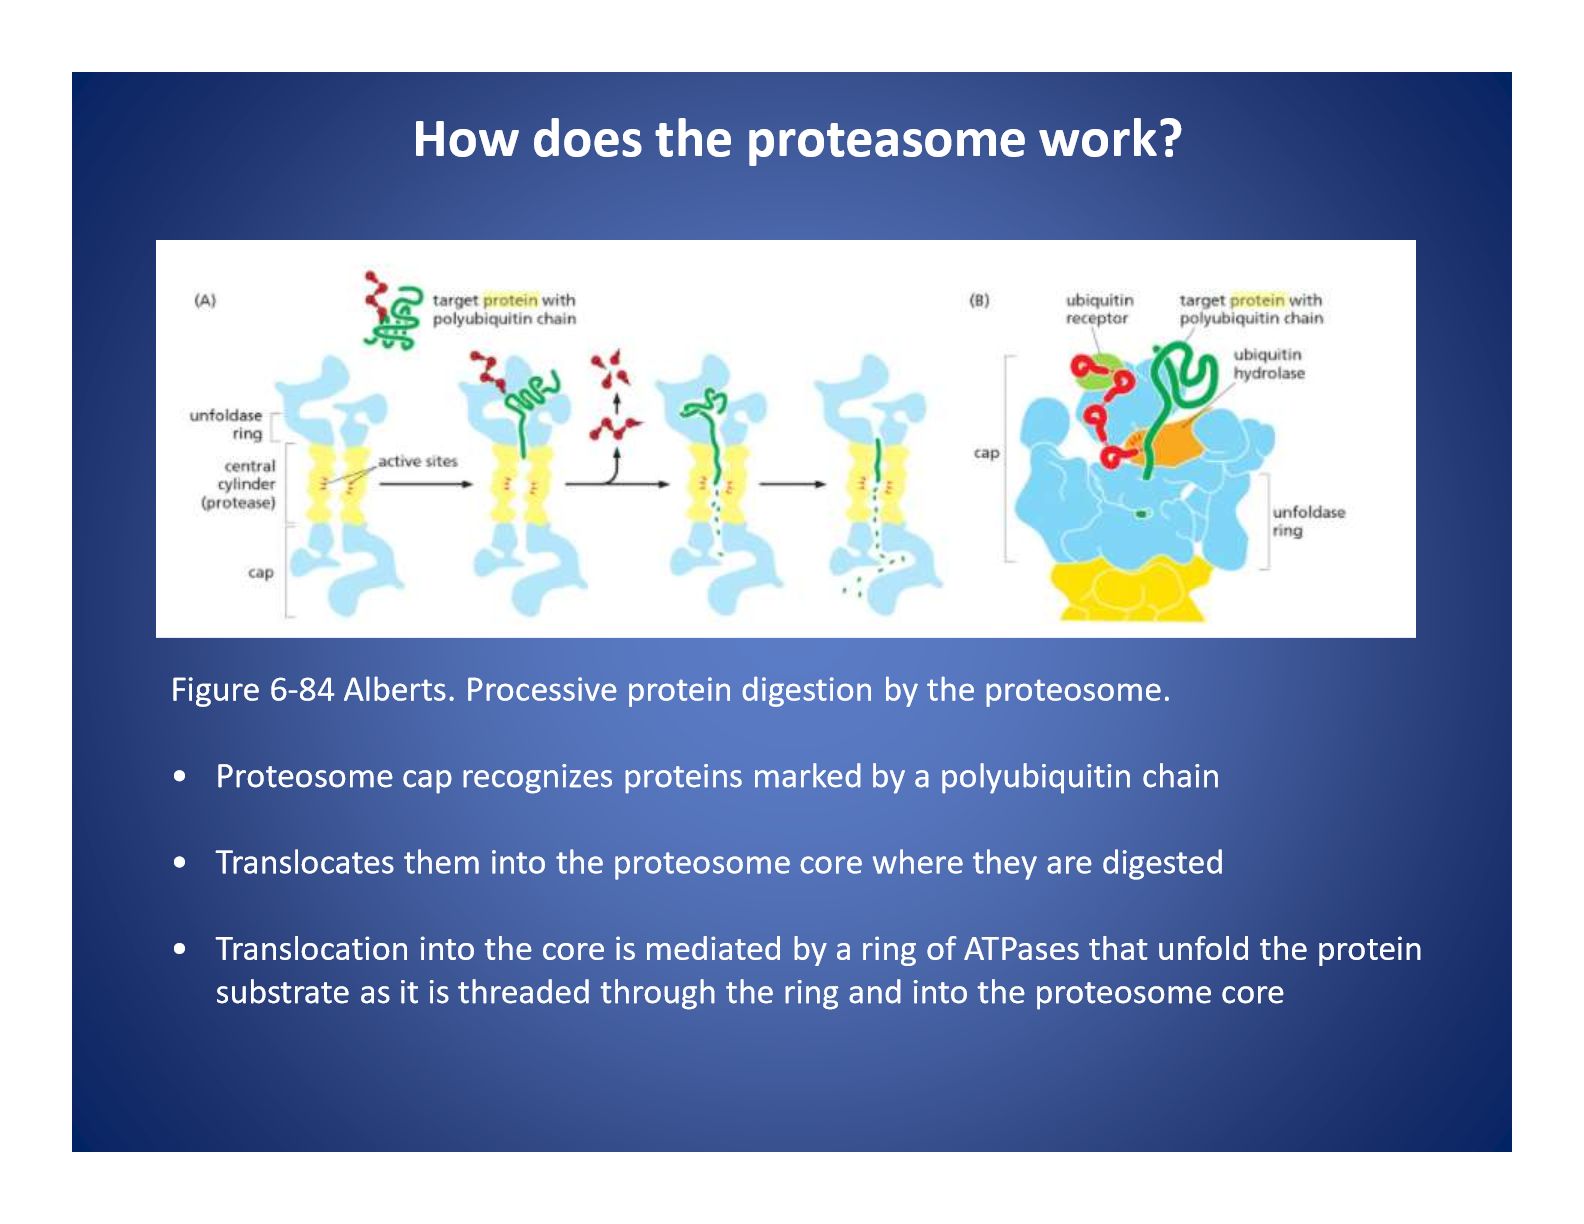 How does the proteasome work?
(A)
target protein with
polyubiquitin chain
unfoldase
ring
central
cylinder
(protease)
active sites
cap
(B)
ubiquitin
receptor
target protein with
polyubiquitin chain
ubiquitin
hydrolase
cap
unfoldase
ring
Figure 6-84 Alberts. Processive protein digestion by the proteosome.
• Proteosome cap recognizes proteins marked by a polyubiquitin chain
• Translocates them into the proteosome core where they are digested
• Translocation into the core is mediated by a ring of ATPases that unfold the protein
substrate as it is threaded through the ring and into the proteosome core